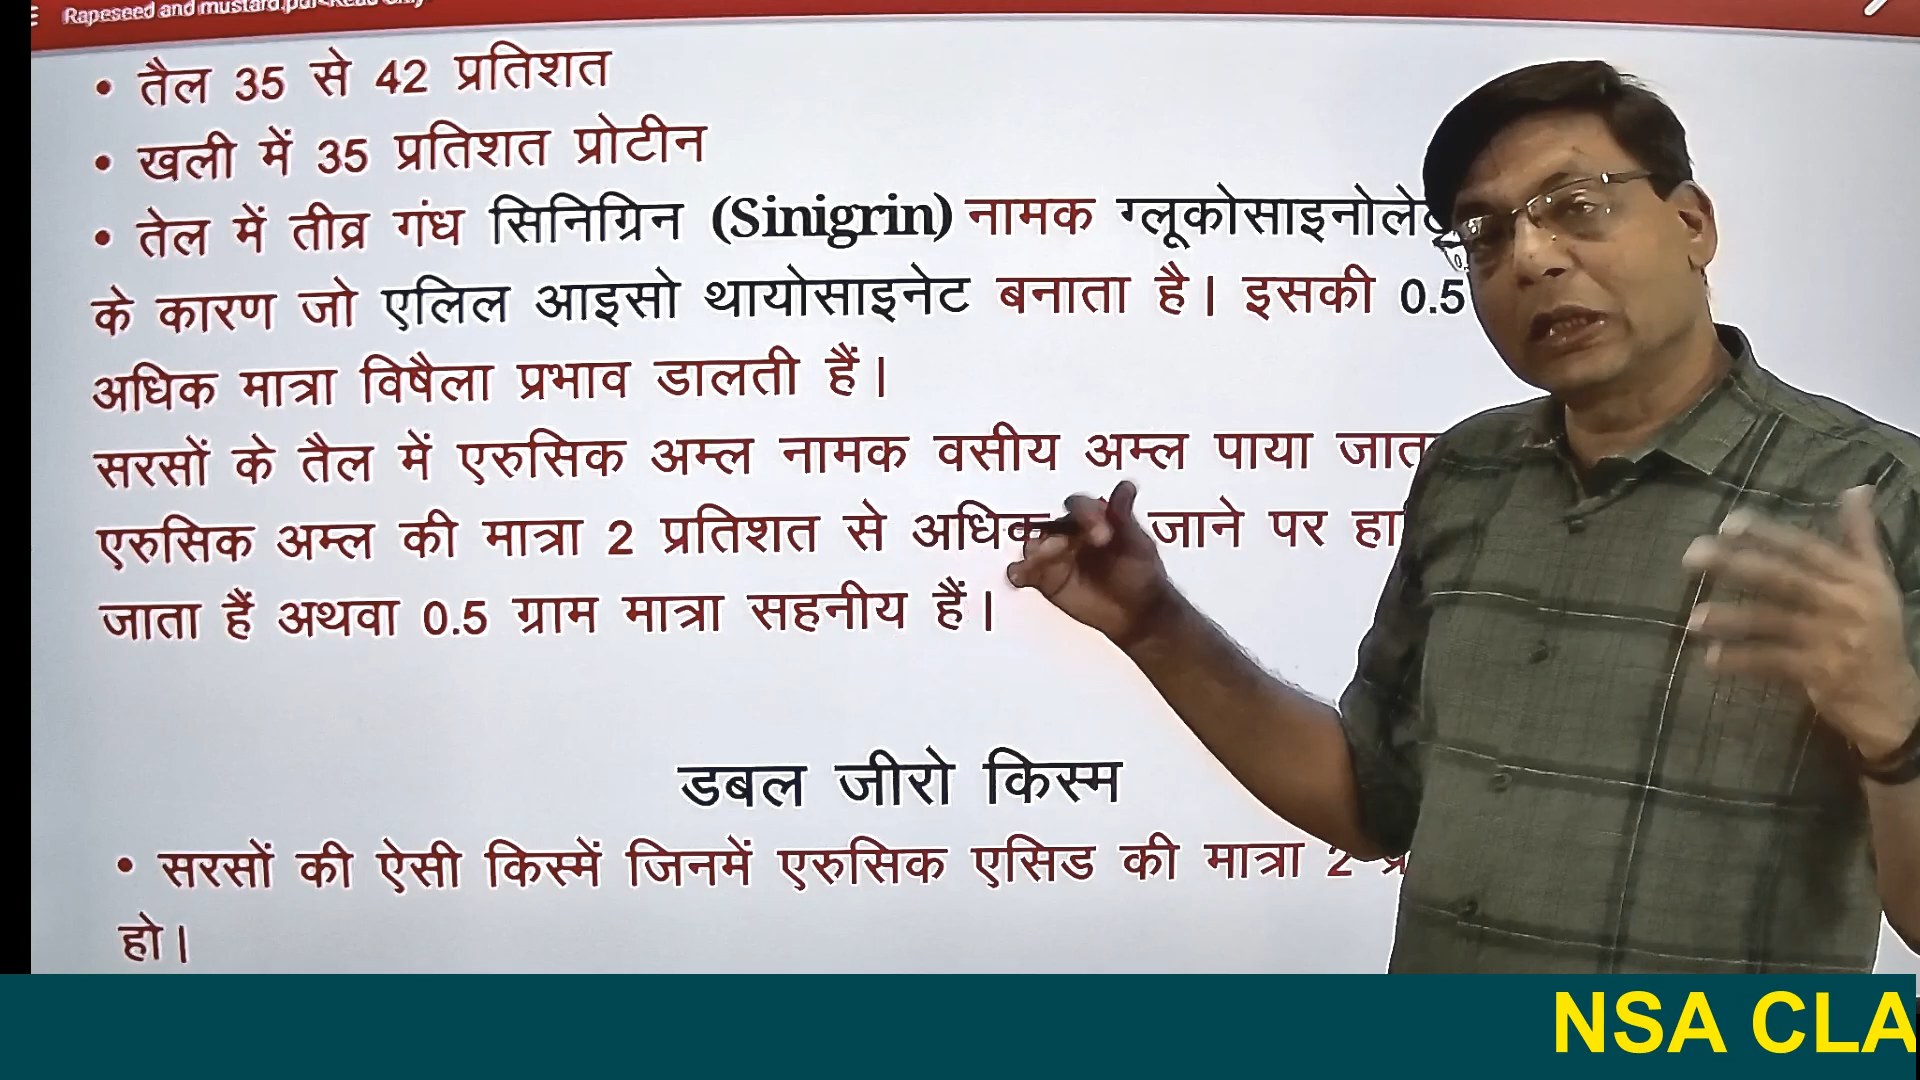 Rapeseed and mustard.pdf
• तैल 35 से 42 प्रतिशत
• खली में 35 प्रतिशत प्रोटीन
• तेल में तीव्र गंध सिनिग्रिन (Sinigrin) नामक
के कारण जो एलिल आइसो थायोसाइनेट बनाता है। इसकी 0.5
अधिक मात्रा विषैला प्रभाव डालती हैं।
सरसों के तैल में एरुसिक अम्ल नामक वसीय अम्ल पाया
एरुसिक अम्ल की मात्रा 2 प्रतिशत से अधिक जाने पर
जाता हैं अथवा 0.5 ग्राम मात्रा सहनीय हैं।
डबल जीरो किस्म
• सरसों की ऐसी किस्में जिनमें एरुसिक एसिड की मात्रा 2
हो।
NSA CLA